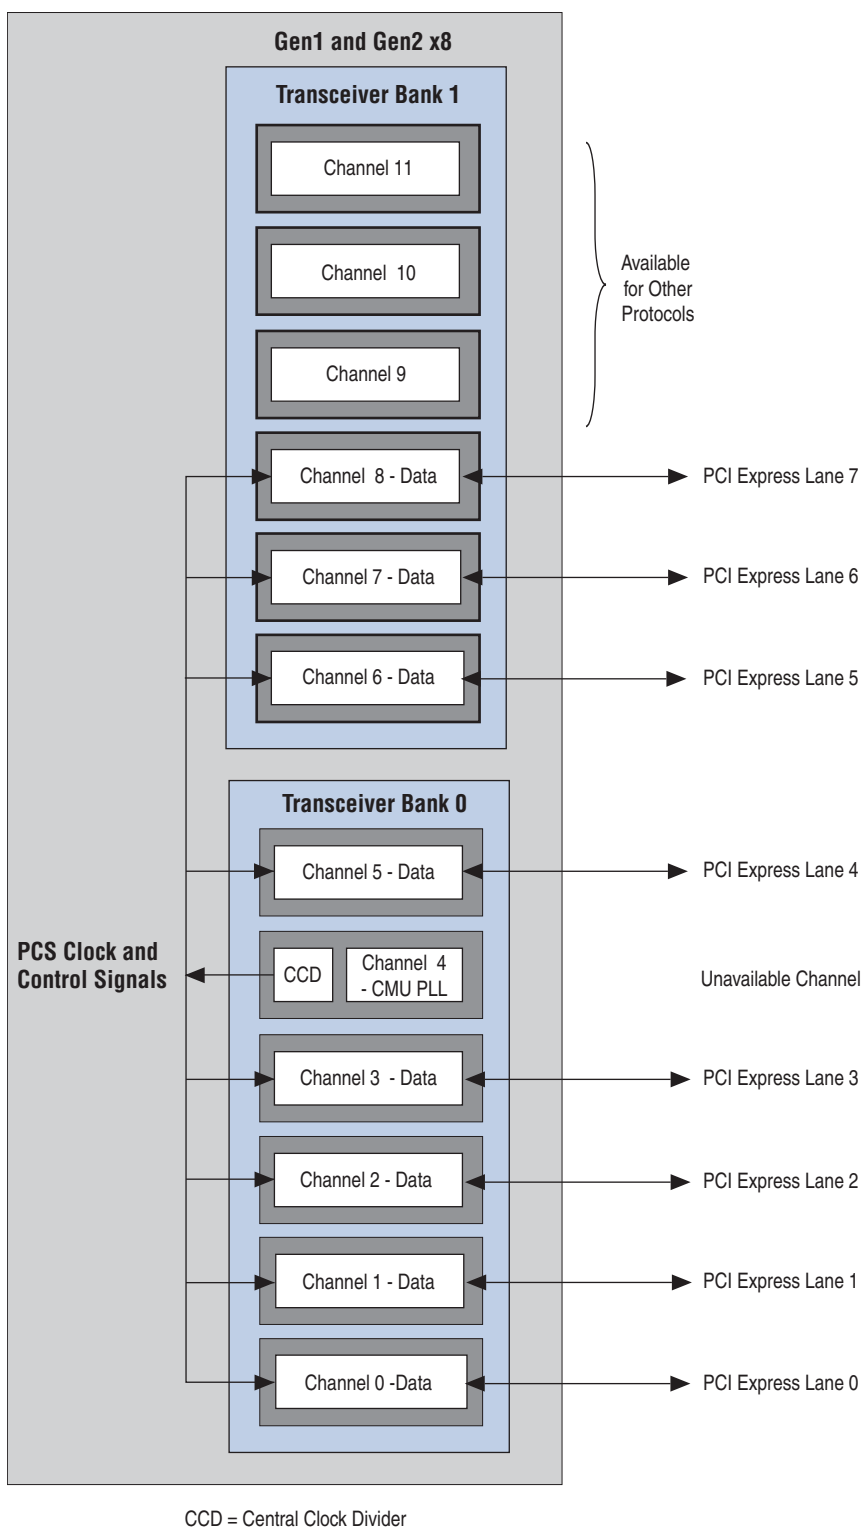 Gen1 and Gen2 x8
Transceiver Bank 1
Channel 11
Channel 10
Available
for Other
Protocols
Channel 9
Channel 8 - Data
PCI Express Lane 7
Channel 7 - Data
PCI Express Lane 6
Channel 6 - Data
PCI Express Lane 5
Transceiver Bank 0
Channel 5 - Data
PCI Express Lane 4
PCS Clock and
Control Signals
CCD
Channel 4
- CMU PLL
Unavailable Channel
Channel 3 - Data
PCI Express Lane 3
Channel 2 - Data
PCI Express Lane 2
Channel 1 - Data
PCI Express Lane 1
Channel 0 -Data
PCI Express Lane 0
CCD = Central Clock Divider